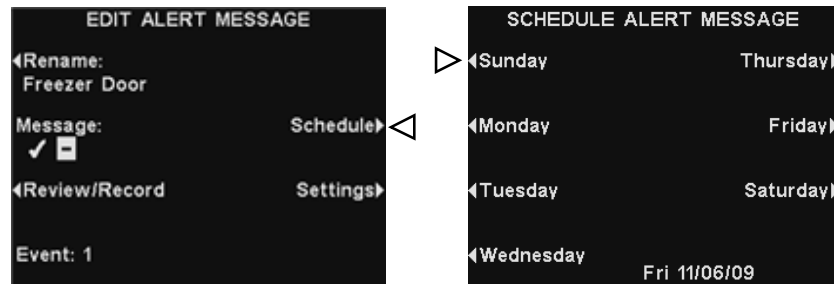 EDIT ALERT MESSAGE
◀Rename:
Freezer Door
Message:
Schedule▶
✓ –
◀Review/Record
Settings▶
Event: 1
SCHEDULE ALERT MESSAGE
◀Sunday
Thursday▶
◀Monday
Friday▶
◀Tuesday
Saturday▶
◀Wednesday
Fri 11/06/09